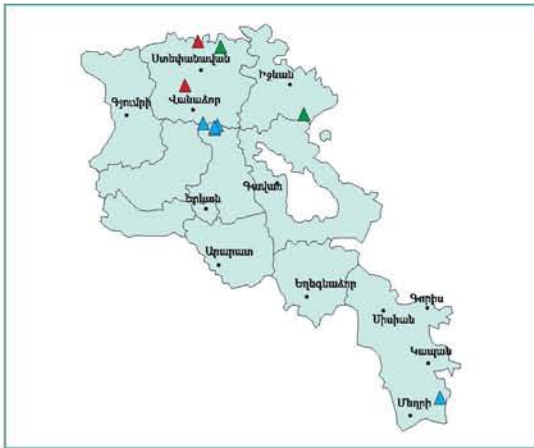 Ստեփանավան
Իջևան
Գյումրի
Վանաձոր
Գավառ
Երևան
Արարատ
Եղեգնաձոր
Գորիս
Սիսիան
Կապան
Մեղրի